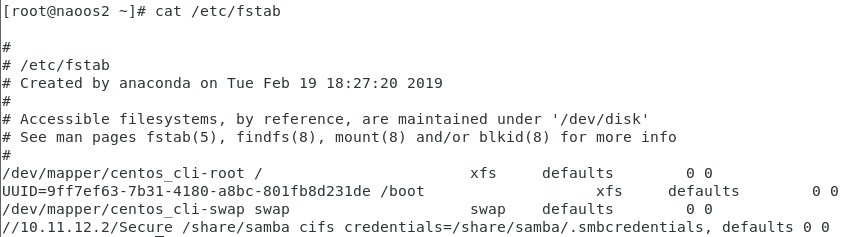 [root@naoos2 ~]# cat /etc/fstab
#
# /etc/fstab
# Created by anaconda on Tue Feb 19 18:27:20 2019
#
# Accessible filesystems, by reference, are maintained under '/dev/disk'
# See man pages fstab(5), findfs(8), mount(8) and/or blkid(8) for more info
#
/dev/mapper/centos_cli-root / xfs defaults 0 0
UUID=9ff7ef63-7b31-4180-a8bc-801fb8d231de /boot xfs defaults 0 0
/dev/mapper/centos_cli-swap swap swap defaults 0 0
//10.11.12.2/Secure /share/samba cifs credentials=/share/samba/.smbcredentials, defaults 0 0